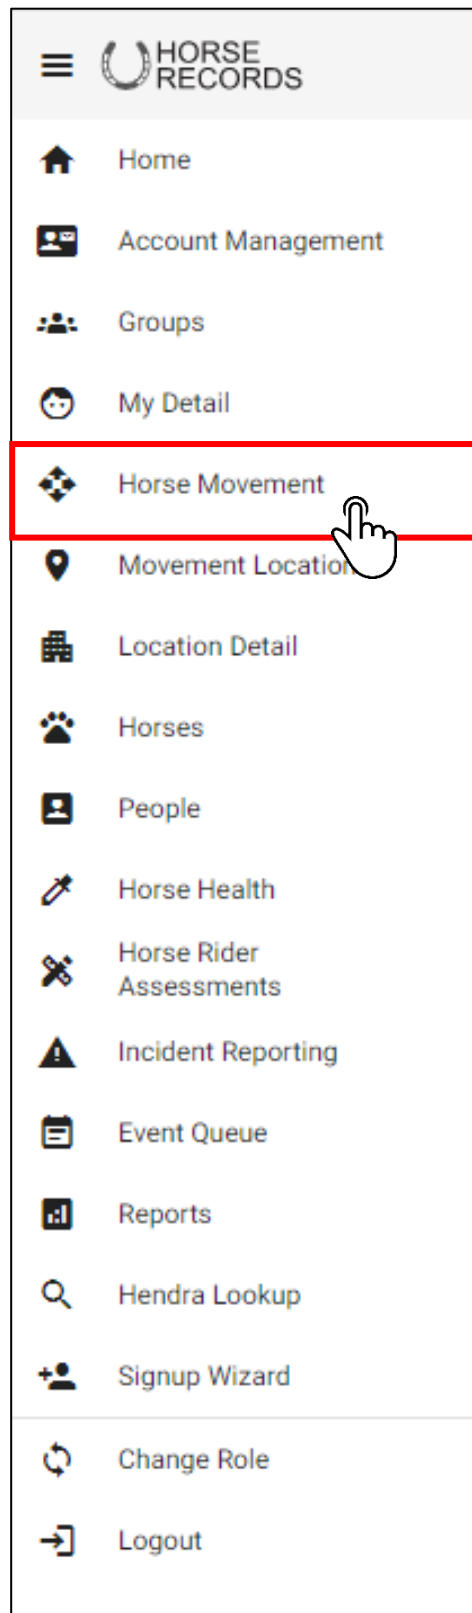 HORSE
RECORDS
Home
Account Management
Groups
My Detail
Horse Movement
Movement Location
Location Detail
Horses
People
Horse Health
Horse Rider
Assessments
Incident Reporting
Event Queue
Reports
Hendra Lookup
Signup Wizard
Change Role
Logout